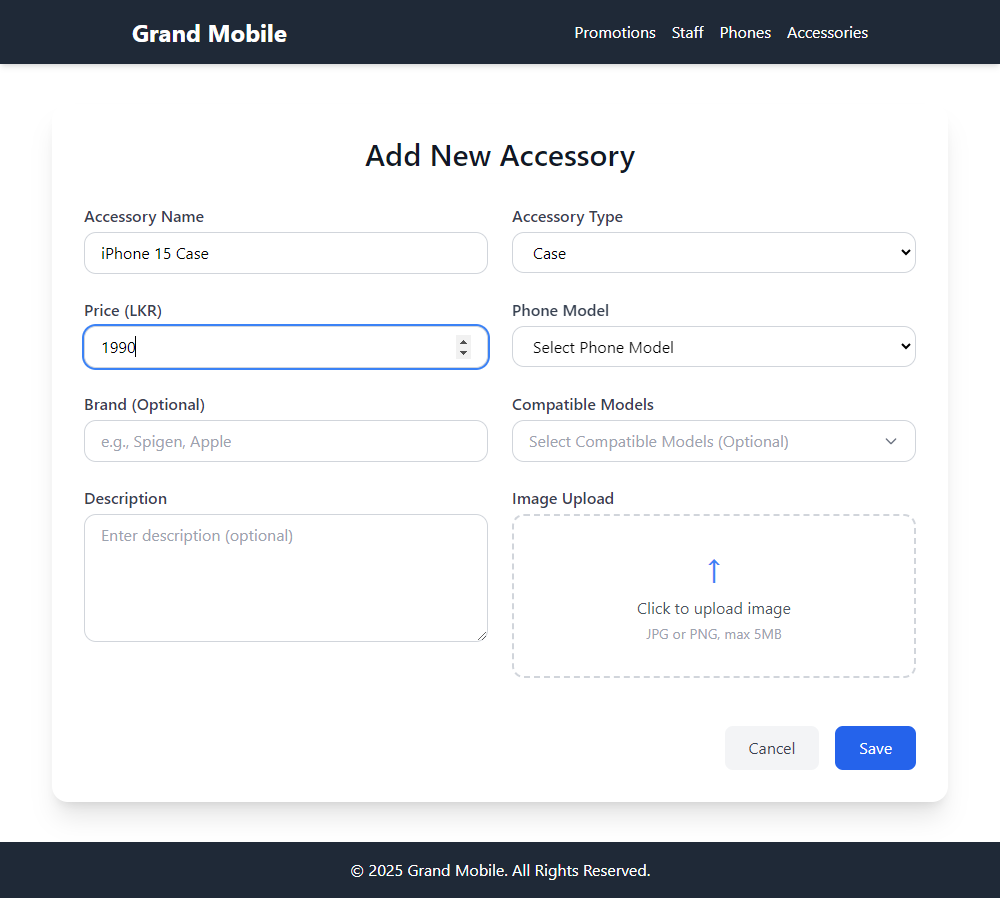 Grand Mobile
Promotions Staff Phones Accessories
Add New Accessory
Accessory Name
iPhone 15 Case
Accessory Type
Case
Price (LKR)
1990
Phone Model
Select Phone Model
Brand (Optional)
e.g., Spigen, Apple
Compatible Models
Select Compatible Models (Optional)
Description
Enter description (optional)
Image Upload
Click to upload image
JPG or PNG, max 5MB
Cancel
Save
© 2025 Grand Mobile. All Rights Reserved.